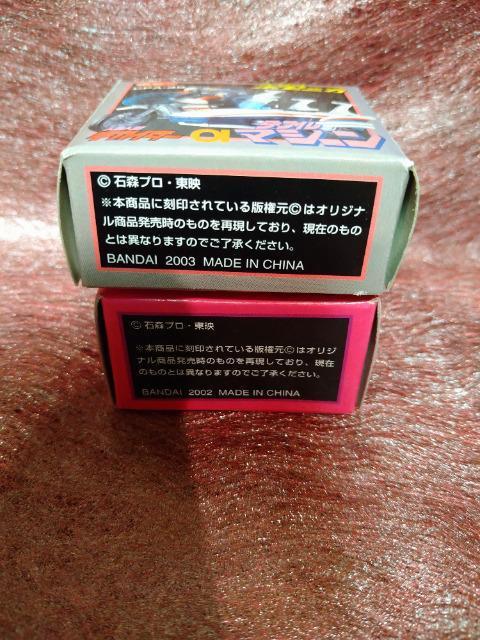 ©石森プロ・東映
※本商品に刻印されている版権元©はオリジナ
ル商品発売時のものを再現しており、現在のもの
とは異なりますのでご了承ください。
BANDAI 2003 MADE IN CHINA
©石森プロ・東映
※本商品に刻印されている版権元©はオリジ
ナル商品発売時のものを再現しており、現在
のものとは異なりますのでご了承ください。
BANDAI 2002 MADE IN CHINA